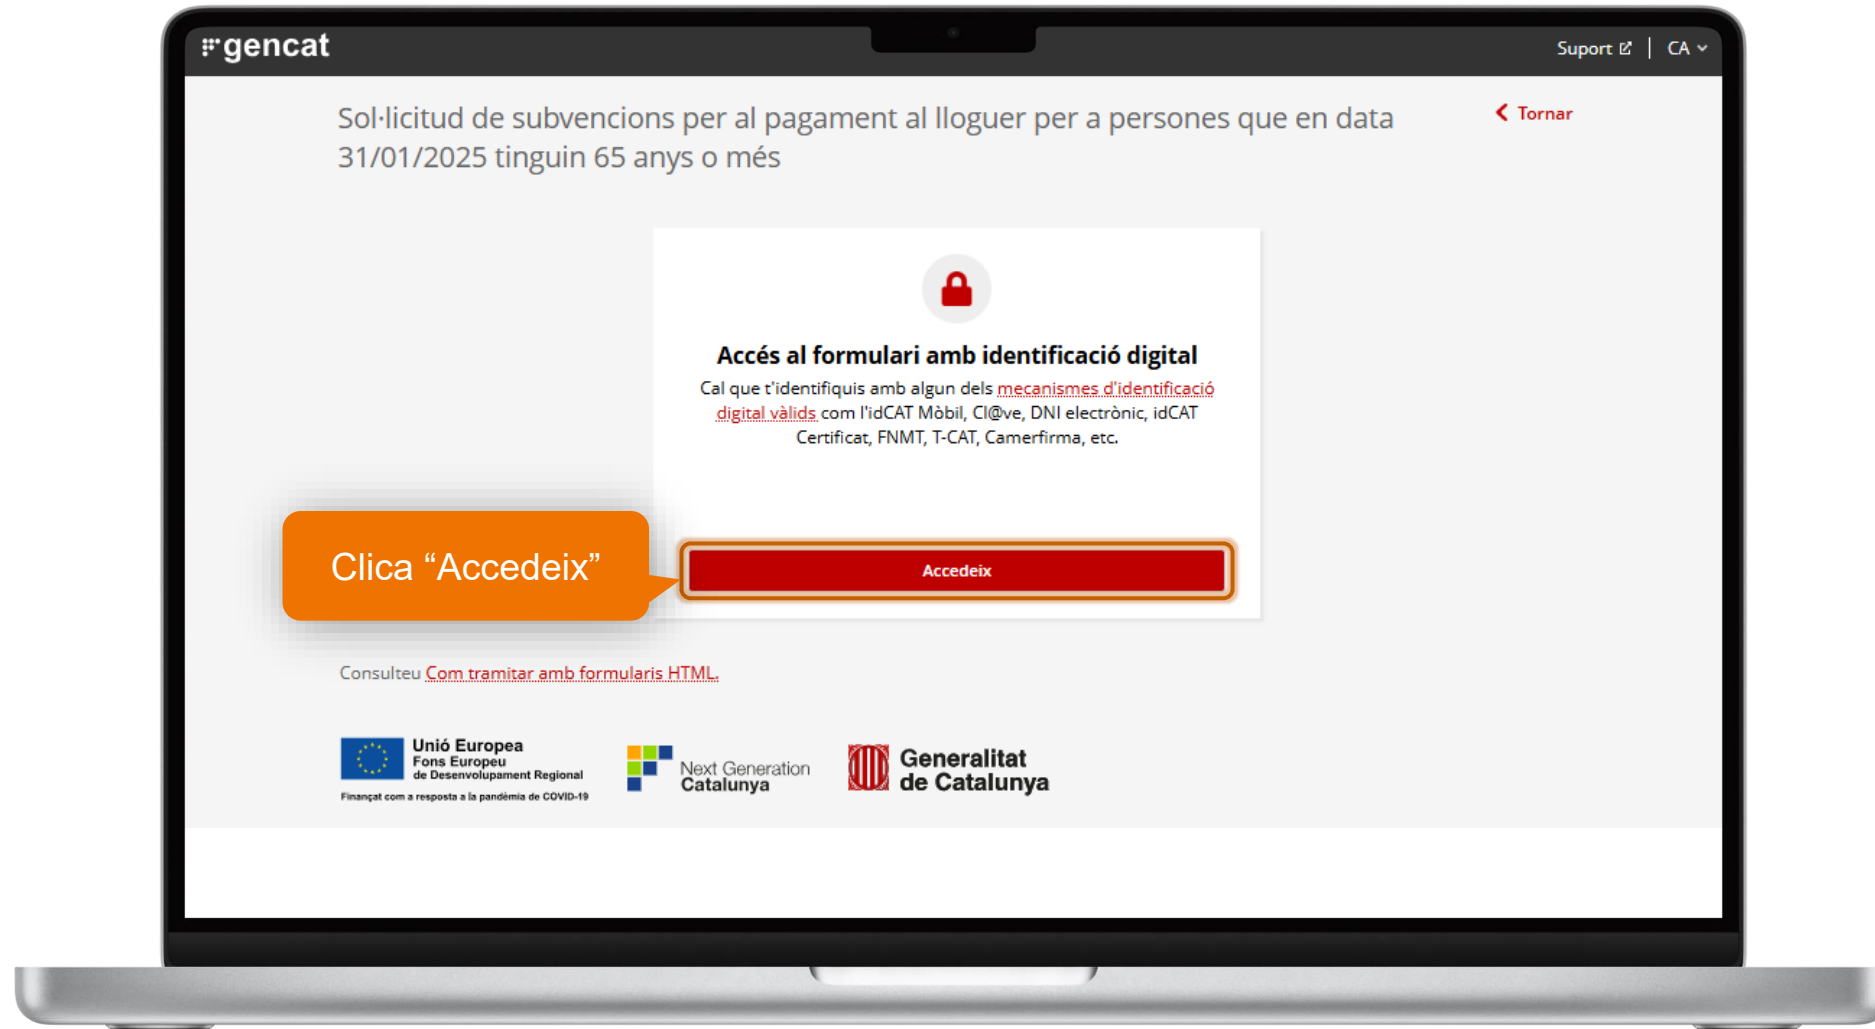 gencat
Suport
CA
Sol·licitud de subvencions per al pagament al lloguer per a persones que en data
31/01/2025 tinguin 65 anys o més
Tornar
Accés al formulari amb identificació digital
Cal que t'identifiquis amb algun dels mecanismes d'identificació
digital vàlids com l'idCAT Mòbil, Cl@ve, DNI electrònic, idCAT
Certificat, FNMT, T-CAT, Camerfirma, etc.
Clica “Accedeix”
Accedeix
Consulteu Com tramitar amb formularis HTML.
Unió Europea
Fons Europeu
de Desenvolupament Regional
Finançat com a resposta a la pandèmia de COVID-19
Next Generation
Catalunya
Generalitat
de Catalunya